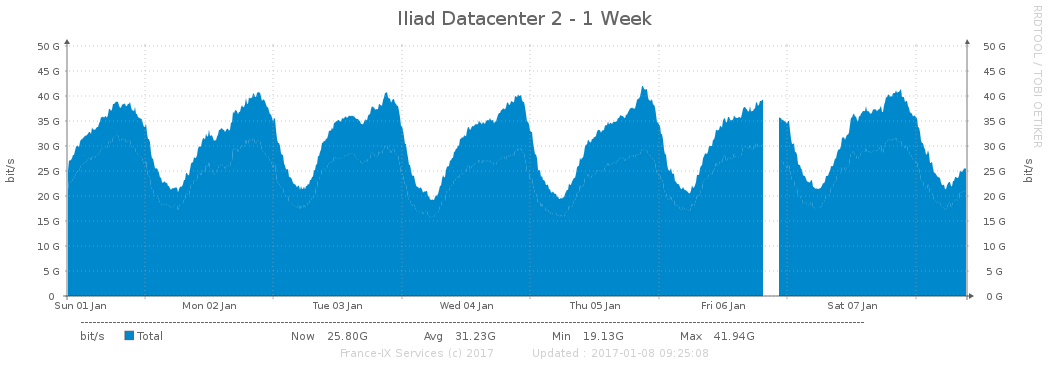 Iliad Datacenter 2 - 1 Week
RRDTOOL / TOBI OETIKER
50 G 50 G
45 G 45 G
40 G 40 G
35 G 35 G
30 G 30 G
25 G 25 G
20 G 20 G
15 G 15 G
10 G 10 G
5 G 5 G
0 0 G
bit/s bit/s
Sun 01 Jan Mon 02 Jan Tue 03 Jan Wed 04 Jan Thu 05 Jan Fri 06 Jan Sat 07 Jan
bit/s Total Now 25.80G Avg 31.23G Min 19.13G Max 41.94G
France-IX Services (c) 2017 Updated : 2017-01-08 09:25:08